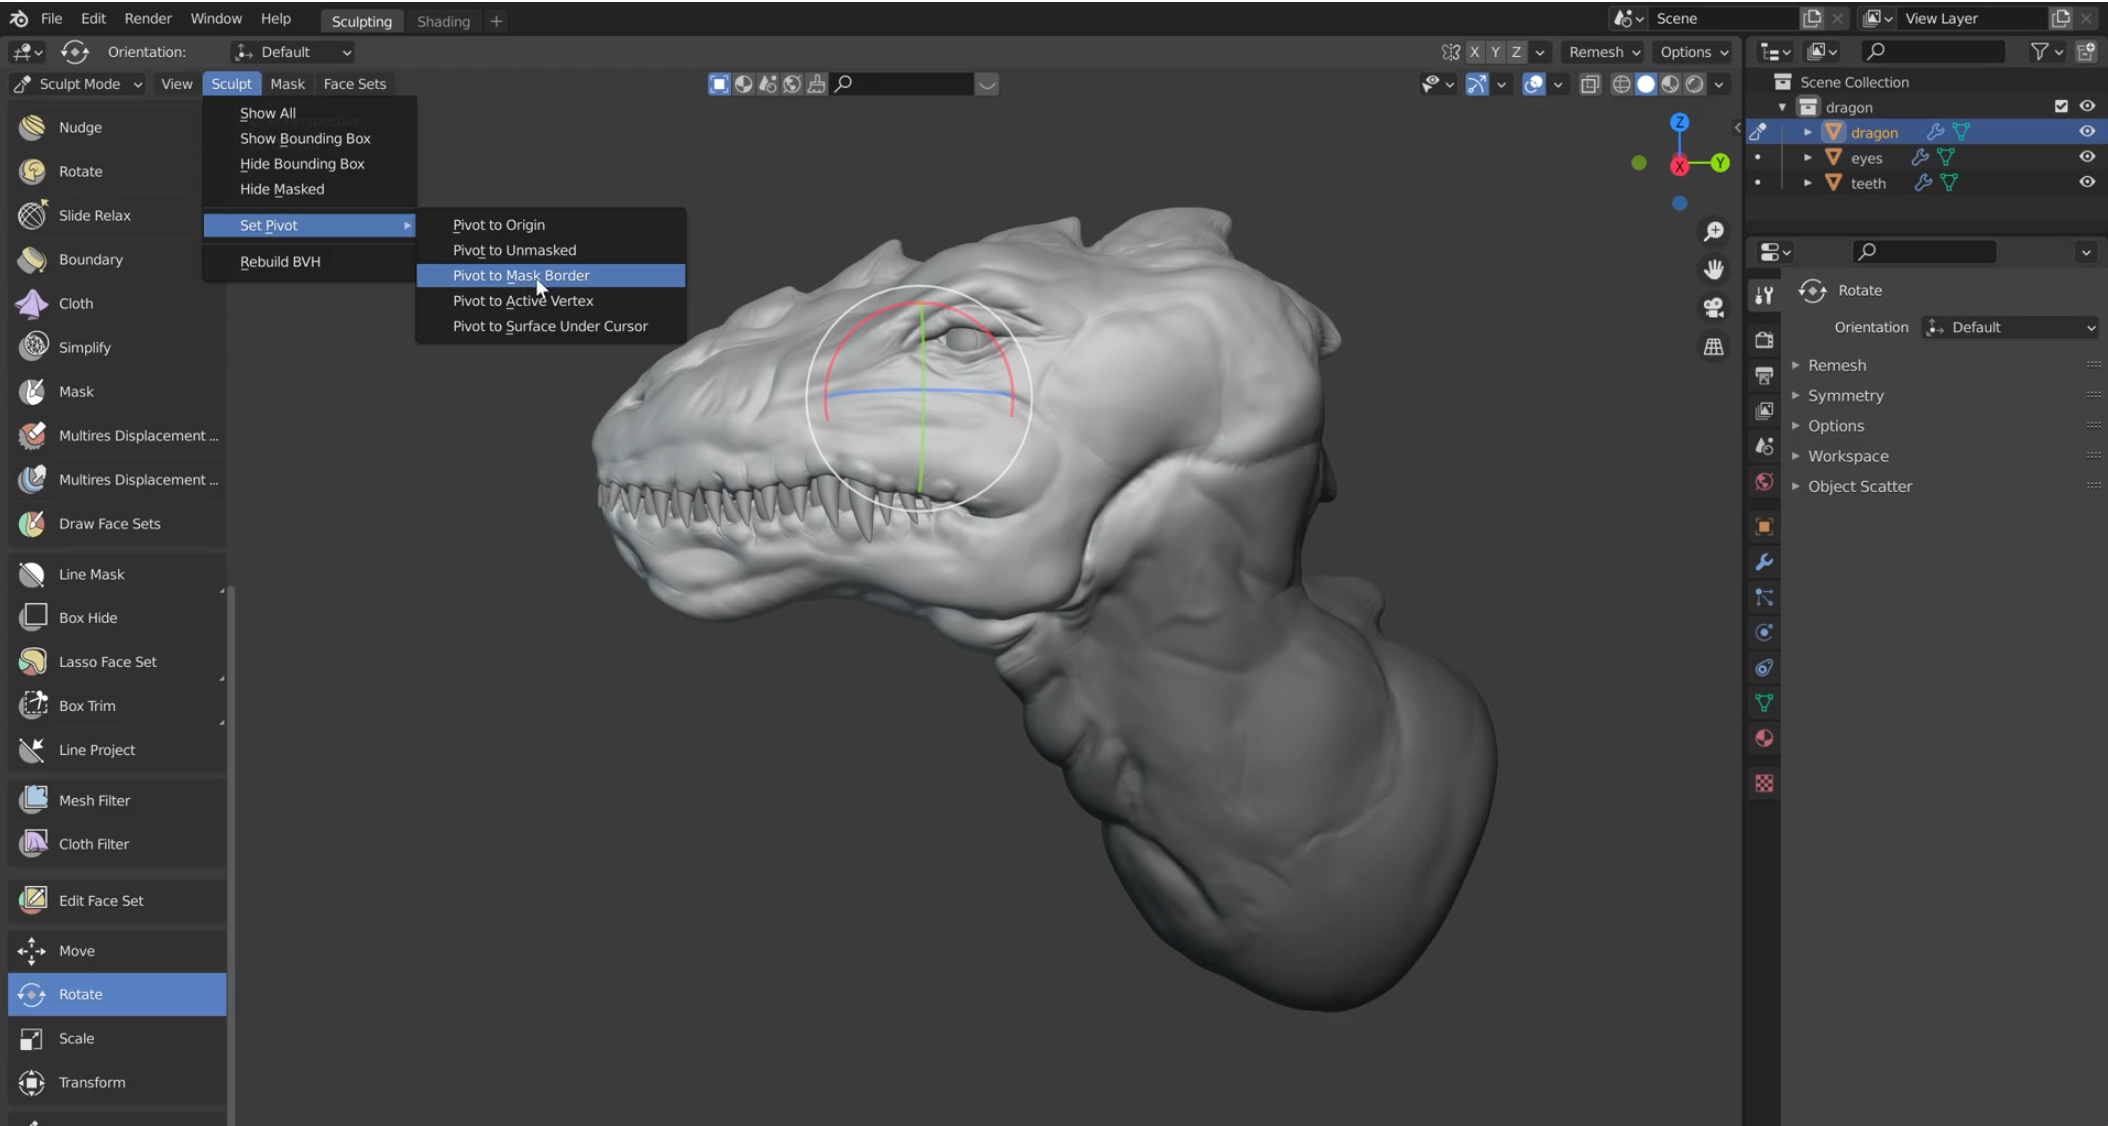 File Edit Render Window Help Sculpting Shading + Scene View Layer
Orientation: Default X Y Z Remesh Options
Sculpt Mode View Sculpt Mask Face Sets
Show All
Show Bounding Box
Hide Bounding Box
Hide Masked
Set Pivot
Rebuild BVH
Pivot to Origin
Pivot to Unmasked
Pivot to Mask Border
Pivot to Active Vertex
Pivot to Surface Under Cursor
Nudge
Rotate
Slide Relax
Boundary
Cloth
Simplify
Mask
Multires Displacement ...
Multires Displacement ...
Draw Face Sets
Line Mask
Box Hide
Lasso Face Set
Box Trim
Line Project
Mesh Filter
Cloth Filter
Edit Face Set
Move
Rotate
Scale
Transform
Z
X
Y
Scene Collection
dragon
dragon
eyes
teeth
Rotate
Orientation Default
Remesh
Symmetry
Options
Workspace
Object Scatter